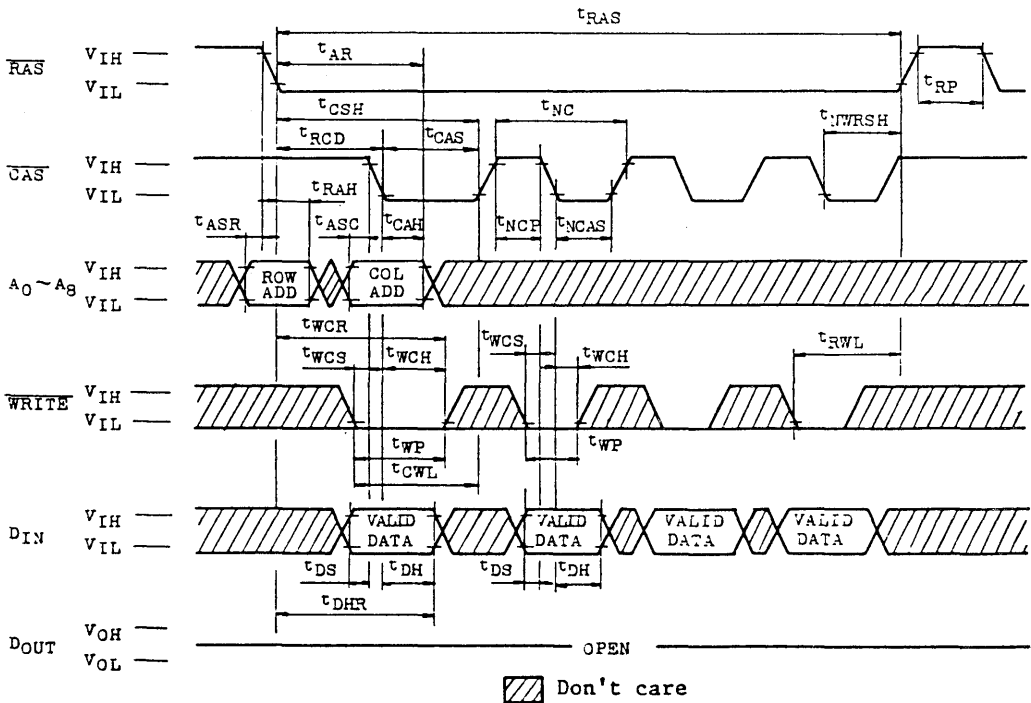 tRAS
RAS VIH
tAR
VIL
tRP
tCSH
tNC
tNWRSH
tRCD
tCAS
CAS VIH
VIL
tRAH
tASR
tASC
tCAH
tNCP
tNCAS
A0~A8 VIH
VIL
ROW ADD
COL ADD
tWCR
tWCS
tWCH
tWCS
tWCH
tRWL
WRITE VIH
VIL
tWP
tWP
tCWL
DIN VIH
VIL
VALID DATA
VALID DATA
VALID DATA
VALID DATA
tDS
tDH
tDS
tDH
tDHR
DOUT VOH
VOL
OPEN
Don't care